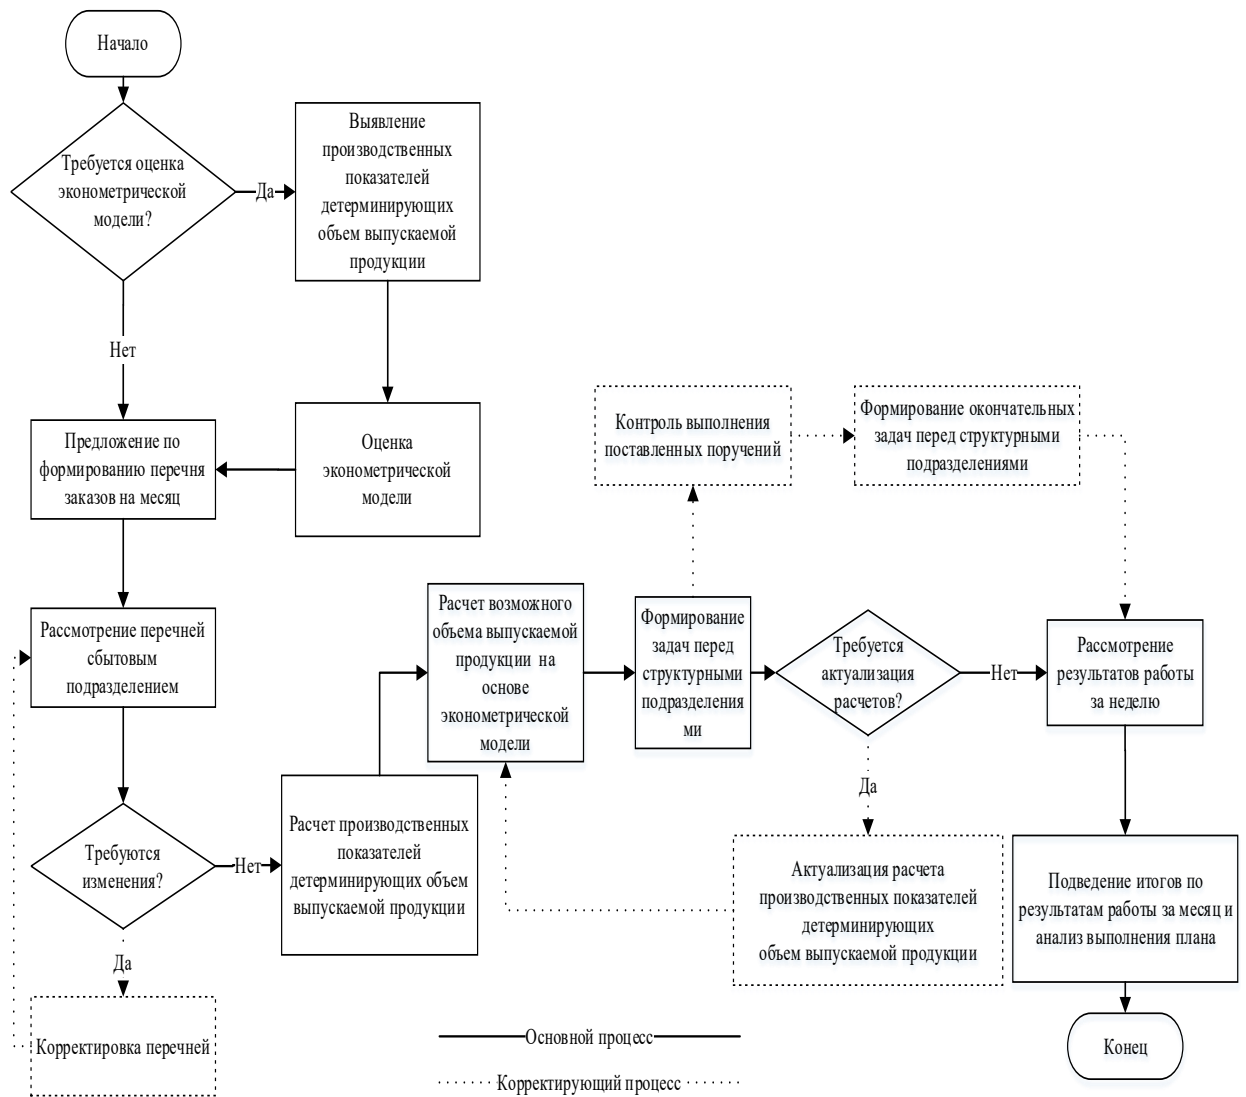 Начало
Требуется оценка
эконометрической
модели?
Да
Выявление
производственных
показателей
детерминирующих
объем выпускаемой
продукции
Нет
Предложение по
формированию перечня
заказов на месяц
Оценка
эконометрической
модели
Контроль выполнения
поставленных поручений
Формирование окончательных
задач перед структурными
подразделениями
Рассмотрение перечней
сбытовым
подразделением
Расчет возможного
объема выпускаемой
продукции на
основе
эконометрической
модели
Формирование
задач перед
структурными
подразделения
ми
Требуется
актуализация
расчетов?
Нет
Рассмотрение
результатов работы
за неделю
Да
Требуются
изменения?
Нет
Расчет производственных
показателей
детерминирующих объем
выпускаемой продукции
Актуализация расчета
производственных показателей
детерминирующих
объем выпускаемой продукции
Подведение итогов по
результатам работы за месяц и
анализ выполнения плана
Да
Корректировка перечней
Основной процесс
Корректирующий процесс
Конец